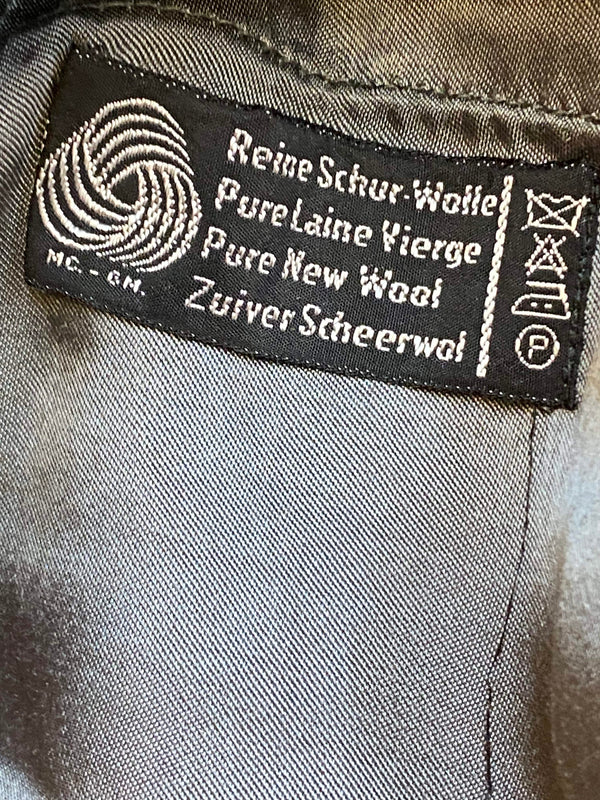 Reine Schur-Wolle
Pure Laine Vierge
Pure New Wool
Zuiver Scheerwol
MC. - GM.
P